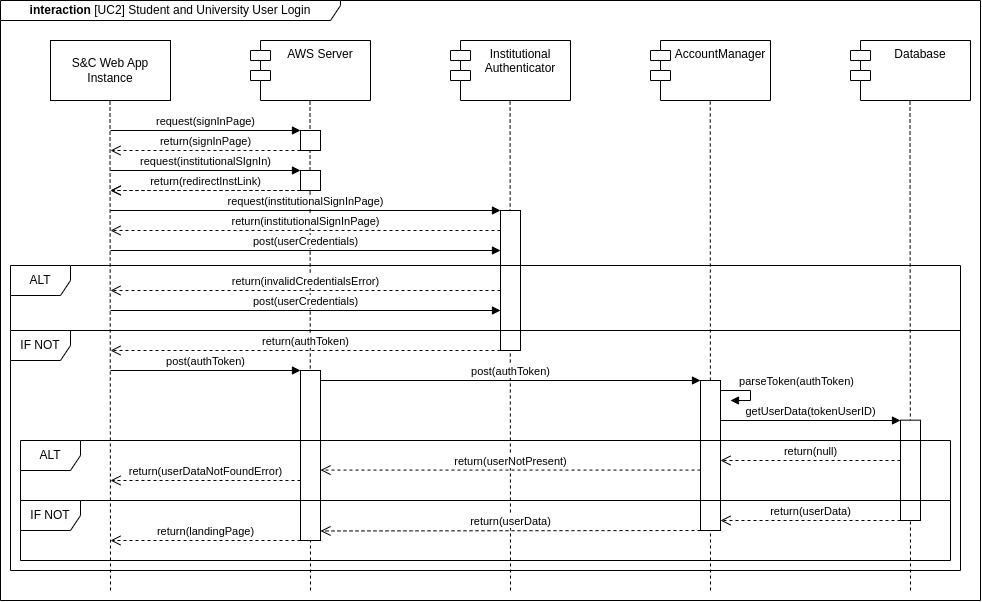 interaction [UC2] Student and University User Login
S&C Web App
Instance
AWS Server
Institutional
Authenticator
AccountManager
Database
request(signInPage)
return(signInPage)
request(institutionalSIgnIn)
return(redirectInstLink)
request(institutionalSignInPage)
return(institutionalSignInPage)
post(userCredentials)
ALT
return(invalidCredentialsError)
post(userCredentials)
IF NOT
return(authToken)
post(authToken)
post(authToken)
parseToken(authToken)
getUserData(tokenUserID)
ALT
return(null)
return(userNotPresent)
return(userDataNotFoundError)
IF NOT
return(userData)
return(userData)
return(landingPage)